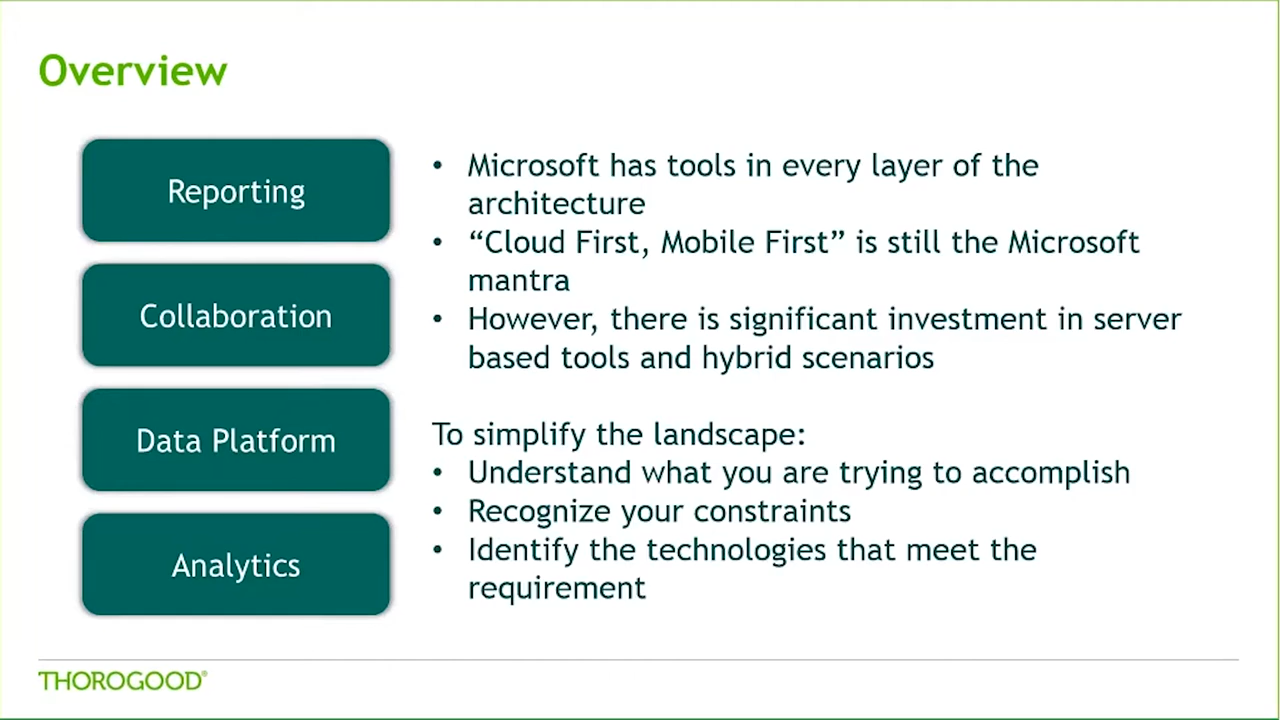 Overview
Reporting
Collaboration
Data Platform
Analytics
• Microsoft has tools in every layer of the
architecture
• “Cloud First, Mobile First” is still the Microsoft
mantra
• However, there is significant investment in server
based tools and hybrid scenarios
To simplify the landscape:
• Understand what you are trying to accomplish
• Recognize your constraints
• Identify the technologies that meet the
requirement
THOROGOOD®